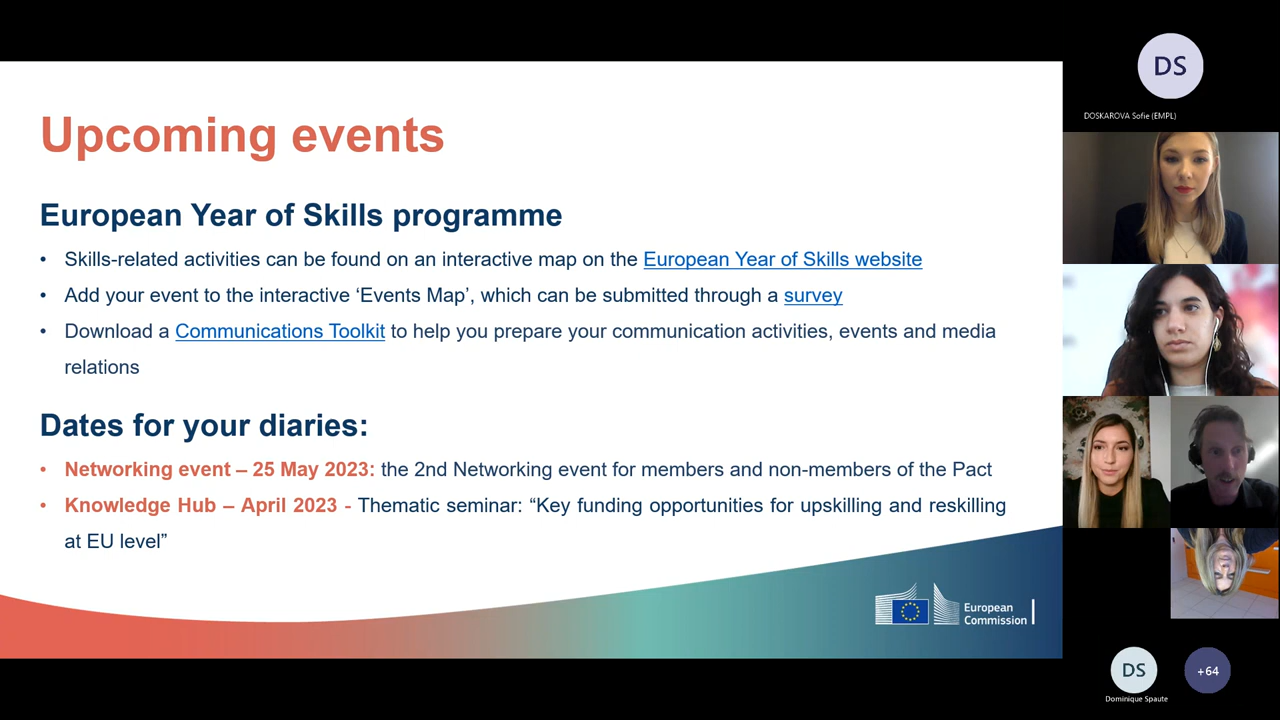 Upcoming events
European Year of Skills programme
• Skills-related activities can be found on an interactive map on the European Year of Skills website
• Add your event to the interactive ‘Events Map’, which can be submitted through a survey
• Download a Communications Toolkit to help you prepare your communication activities, events and media
relations
Dates for your diaries:
• Networking event – 25 May 2023: the 2nd Networking event for members and non-members of the Pact
• Knowledge Hub – April 2023 - Thematic seminar: “Key funding opportunities for upskilling and reskilling
at EU level”
European
Commission
DS
DOSKAROVA Sofie (EMPL)
DS
Dominique Spaute
+64